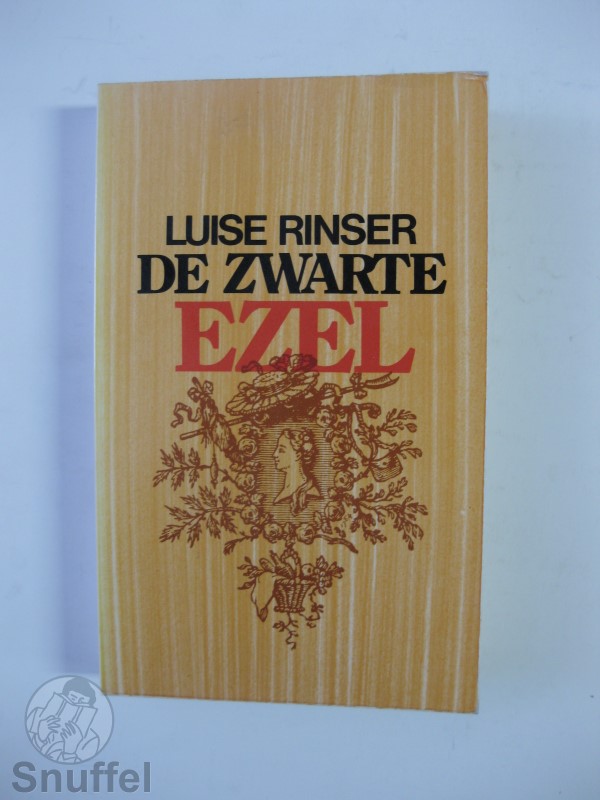 LUISE RINSER
DE ZWARTE
EZEL
Snuffel